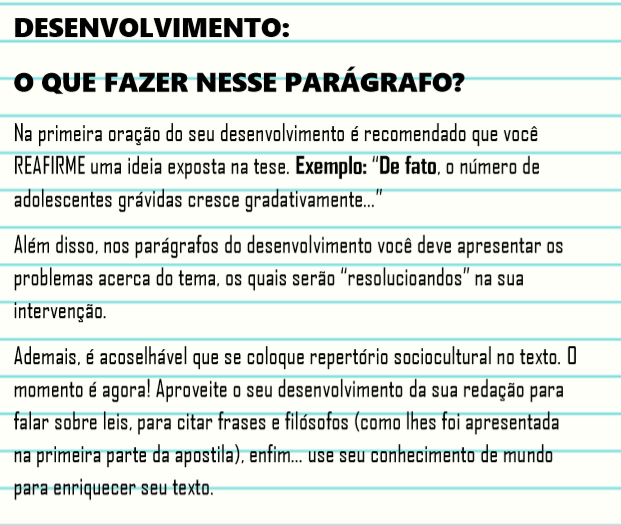 DESENVOLVIMENTO:
O QUE FAZER NESSE PARÁGRAFO?
Na primeira oração do seu desenvolvimento é recomendado que você
REAFIRME uma ideia exposta na tese. Exemplo: “De fato, o número de
adolescentes grávidas cresce gradativamente...”
Além disso, nos parágrafos do desenvolvimento você deve apresentar os
problemas acerca do tema, os quais serão “resolucioandos” na sua
intervenção.
Ademais, é acoselhável que se coloque repertório sociocultural no texto. O
momento é agora! Aproveite o seu desenvolvimento da sua redação para
falar sobre leis, para citar frases e filósofos (como lhes foi apresentada
na primeira parte da apostila), enfim... use seu conhecimento de mundo
para enriquecer seu texto.